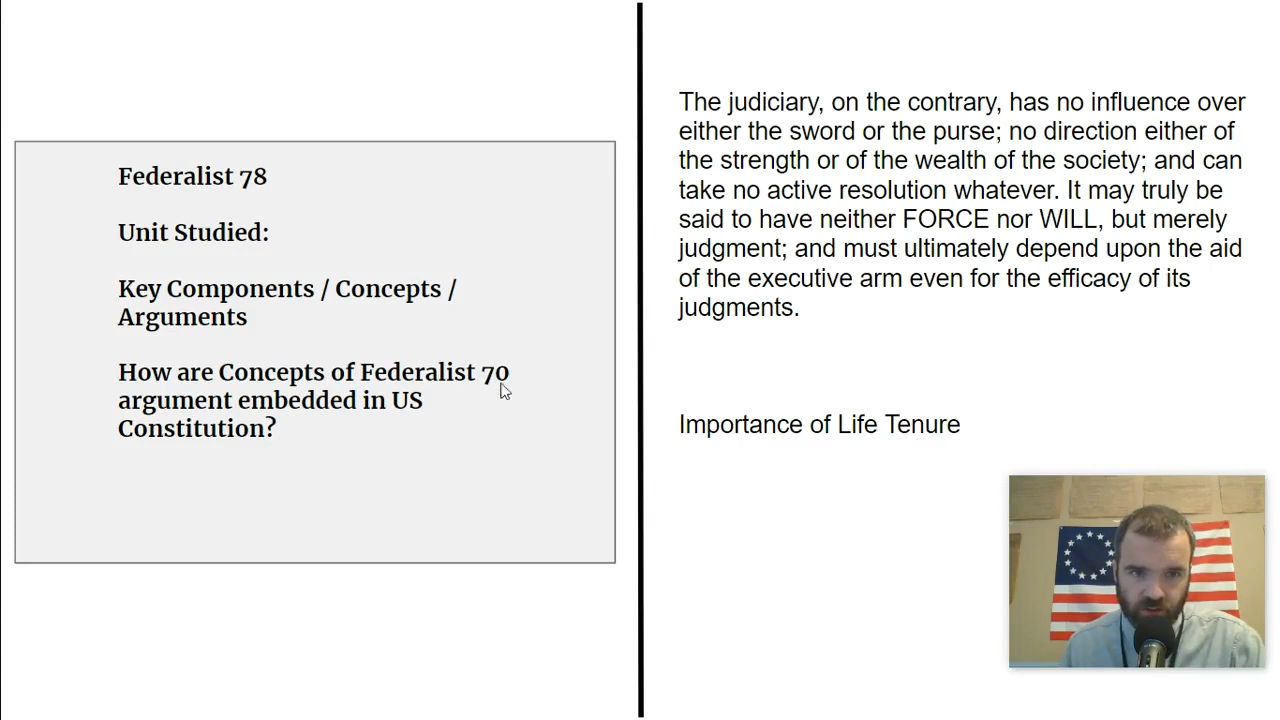 Federalist 78
Unit Studied:
Key Components / Concepts /
Arguments
How are Concepts of Federalist 70
argument embedded in US
Constitution?
The judiciary, on the contrary, has no influence over
either the sword or the purse; no direction either of
the strength or of the wealth of the society; and can
take no active resolution whatever. It may truly be
said to have neither FORCE nor WILL, but merely
judgment; and must ultimately depend upon the aid
of the executive arm even for the efficacy of its
judgments.
Importance of Life Tenure